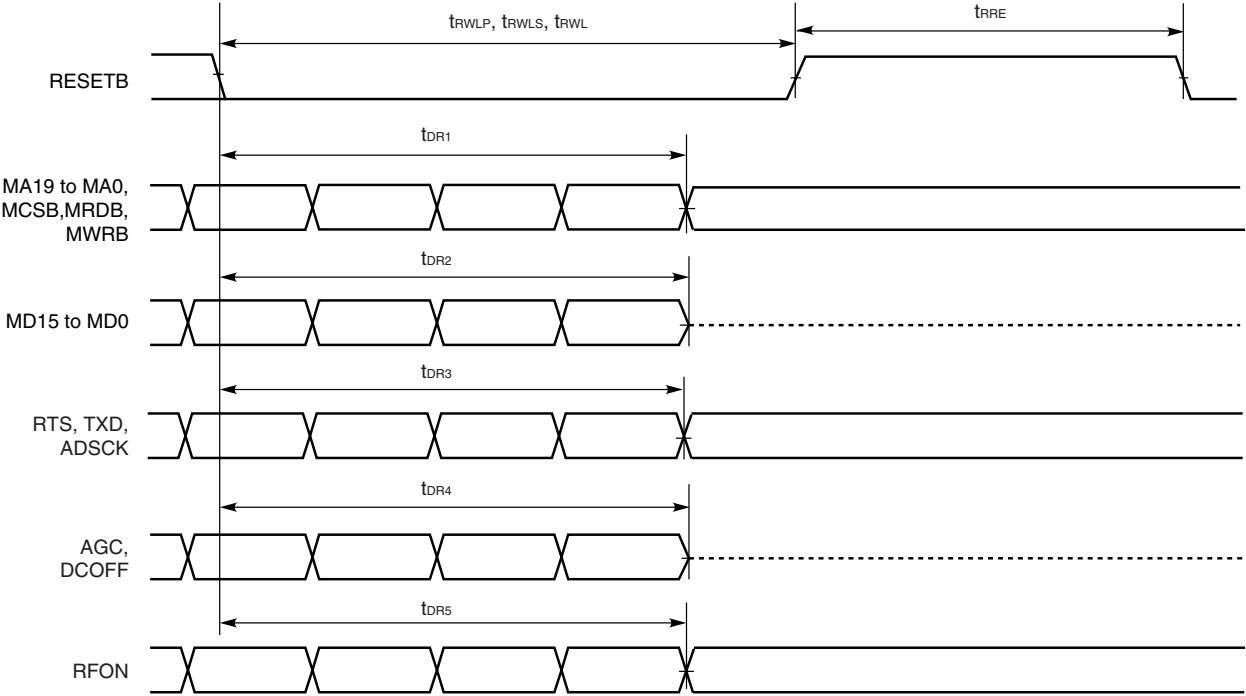 tRWLP, tRWLS, tRWL
tRRE
RESETB
tDR1
MA19 to MA0,
MCSB,MRDB,
MWRB
tDR2
MD15 to MD0
tDR3
RTS, TXD,
ADSCK
tDR4
AGC,
DCOFF
tDR5
RFON